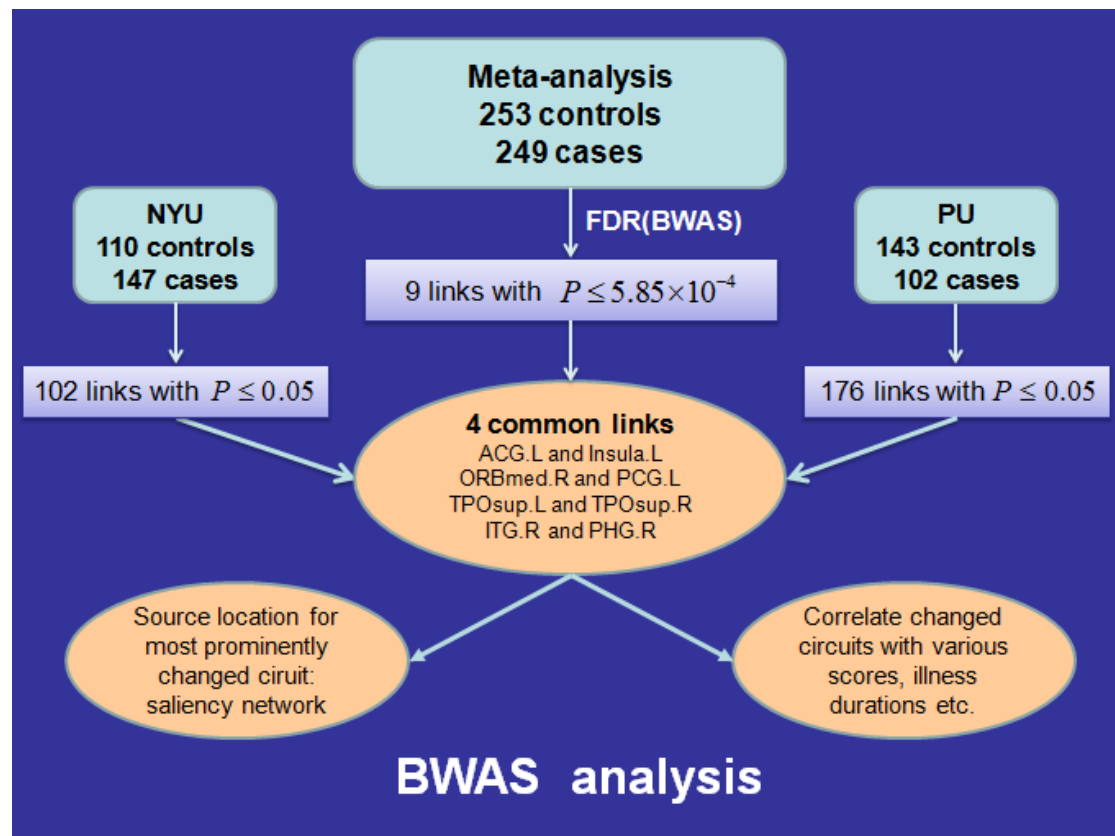 Meta-analysis
253 controls
249 cases
NYU
110 controls
147 cases
FDR(BWAS)
PU
143 controls
102 cases
9 links with P ≤ 5.85×10⁻⁴
102 links with P ≤ 0.05
176 links with P ≤ 0.05
4 common links
ACG.L and Insula.L
ORBmed.R and PCG.L
TPOsup.L and TPOsup.R
ITG.R and PHG.R
Source location for
most prominently
changed ciruit:
saliency network
Correlate changed
circuits with various
scores, illness
durations etc.
BWAS analysis